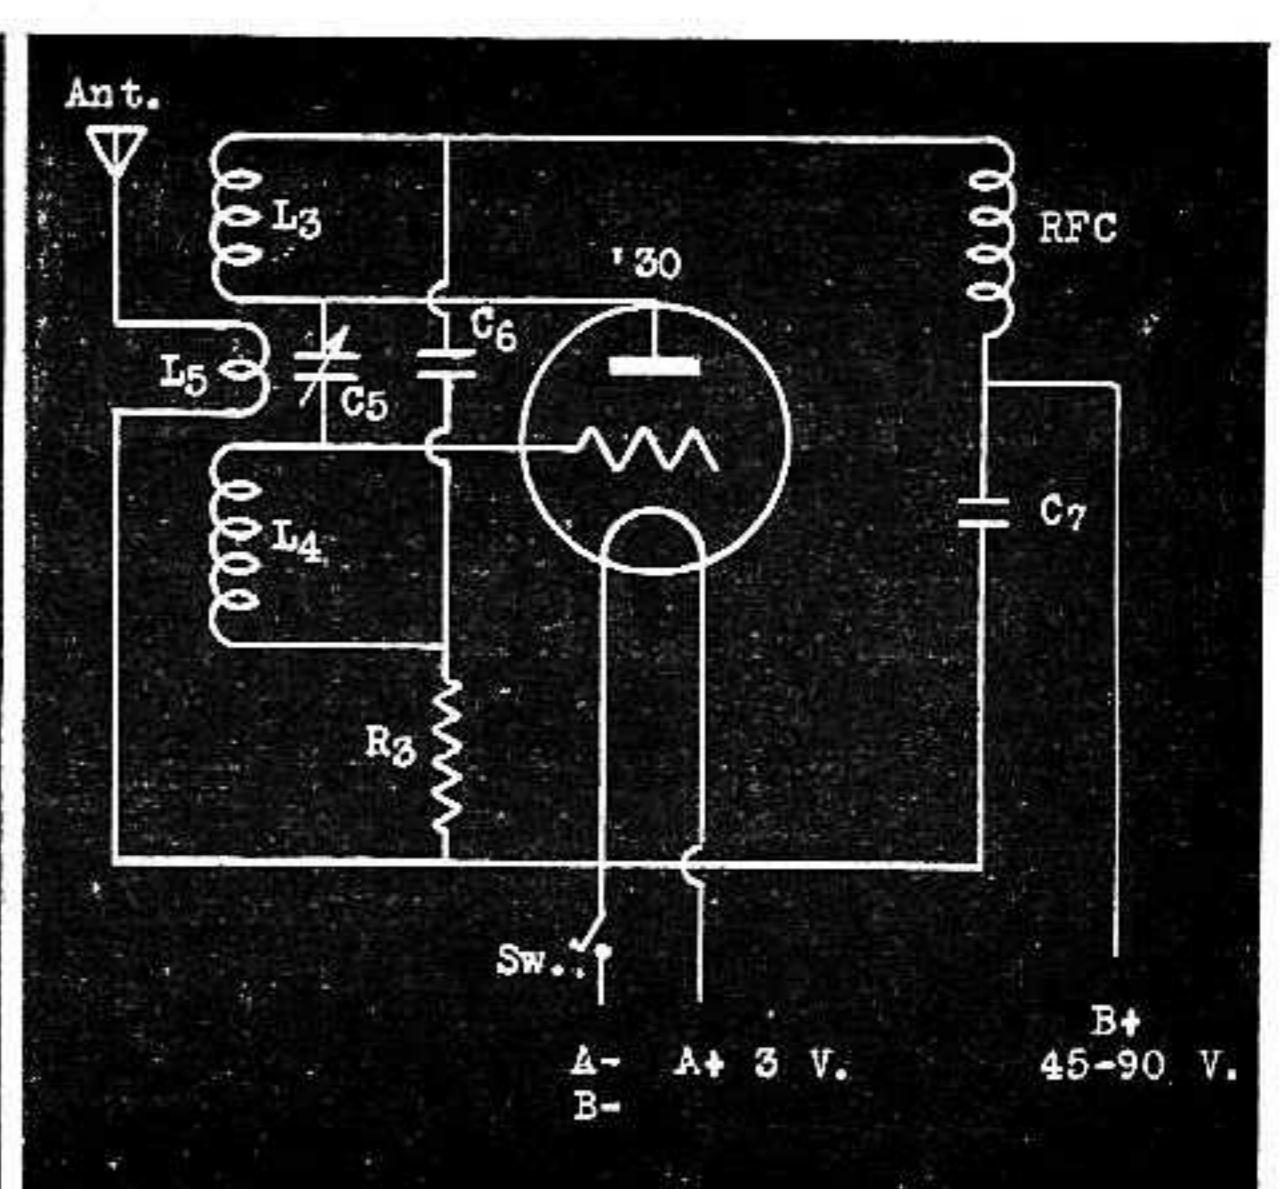 Ant.
L3
RFC
'30
C6
L5
C5
C7
L4
R3
Sw.
A- A+ 3 V.
B-
B+
45-90 V.